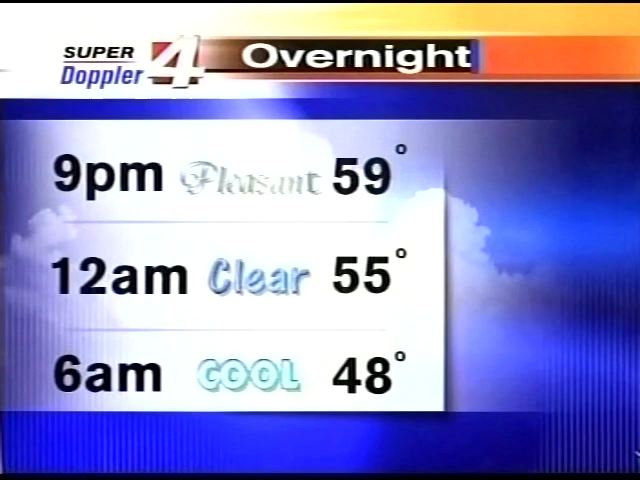 SUPER
Doppler 4
Overnight
9pm Pleasant 59°
12am Clear 55°
6am COOL 48°